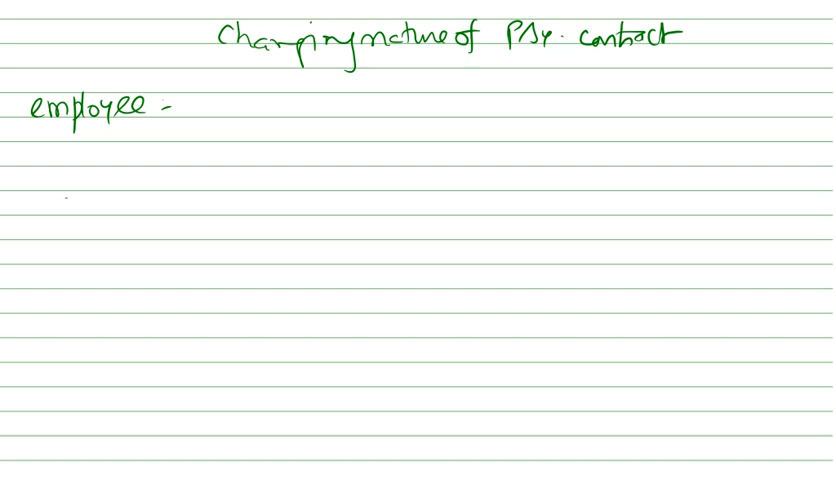 Changing nature of Psy. contract
employee :-